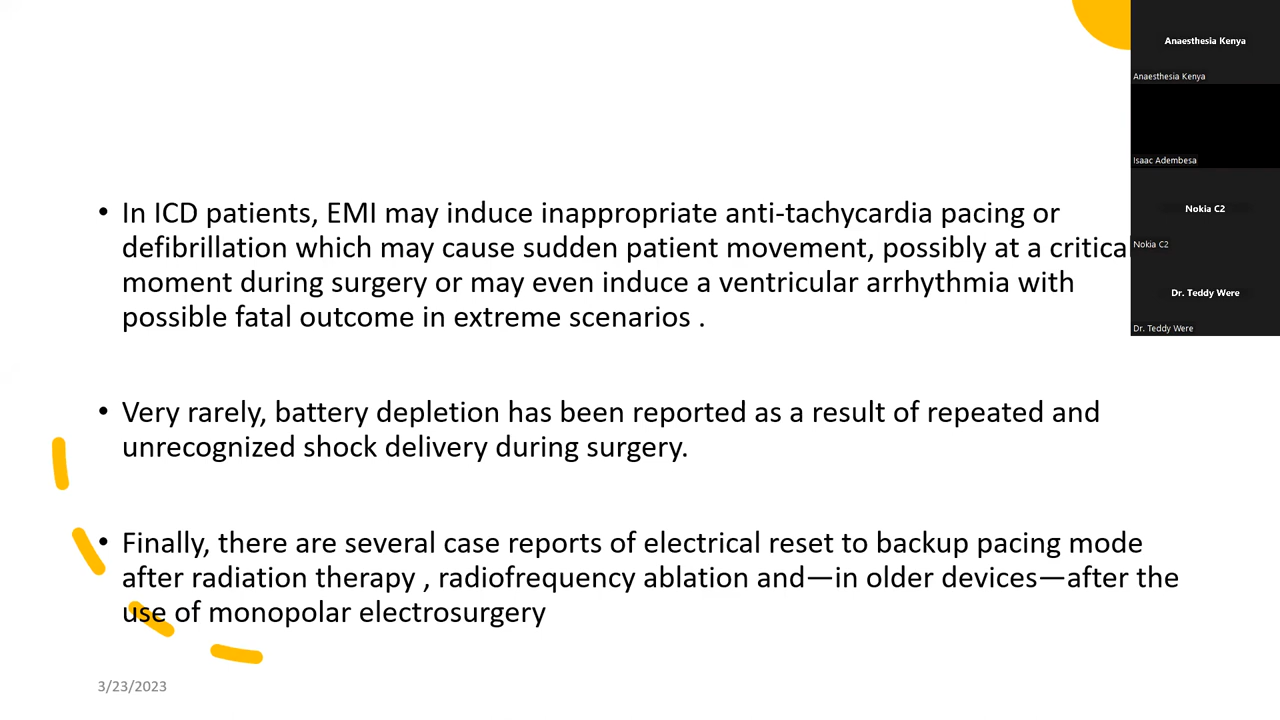 • In ICD patients, EMI may induce inappropriate anti-tachycardia pacing or
defibrillation which may cause sudden patient movement, possibly at a critical
moment during surgery or may even induce a ventricular arrhythmia with
possible fatal outcome in extreme scenarios .
• Very rarely, battery depletion has been reported as a result of repeated and
unrecognized shock delivery during surgery.
• Finally, there are several case reports of electrical reset to backup pacing mode
after radiation therapy , radiofrequency ablation and—in older devices—after the
use of monopolar electrosurgery
3/23/2023
Anaesthesia Kenya
Anaesthesia Kenya
Isaac Adembesa
Nokia C2
Nokia C2
Dr. Teddy Were
Dr. Teddy Were